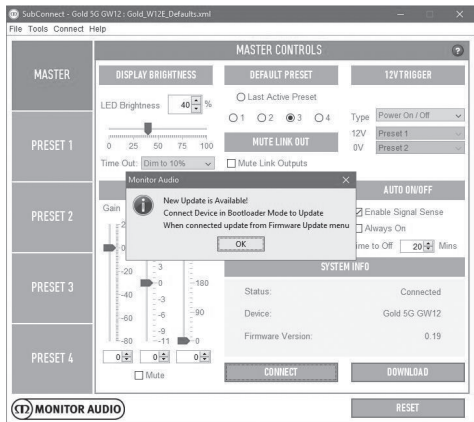 SubConnect - Gold 5G GW12 : Gold_W12E_Defaults.xml
File Tools Connect Help
MASTER CONTROLS
?
MASTER
PRESET 1
PRESET 2
PRESET 3
PRESET 4
DISPLAY BRIGHTNESS
LED Brightness 40 %
0 25 50 75 100
Time Out: Dim to 10%
DEFAULT PRESET
Last Active Preset
1 2 3 4
MUTE LINK OUT
Mute Link Outputs
12V TRIGGER
Type Power On / Off
12V Preset 1
0V Preset 2
Monitor Audio
New Update is Available!
Connect Device in Bootloader Mode to Update
When connected update from Firmware Update menu
OK
Gain
0
-20
-40
-60
-80
3
0
-3
-6
-9
-11
180
90
0
0 0 0
Mute
AUTO ON/OFF
Enable Signal Sense
Always On
me to Off 20 Mins
SYSTEM INFO
Status: Connected
Device: Gold 5G GW12
Firmware Version: 0.19
CONNECT
DOWNLOAD
MONITOR AUDIO
RESET